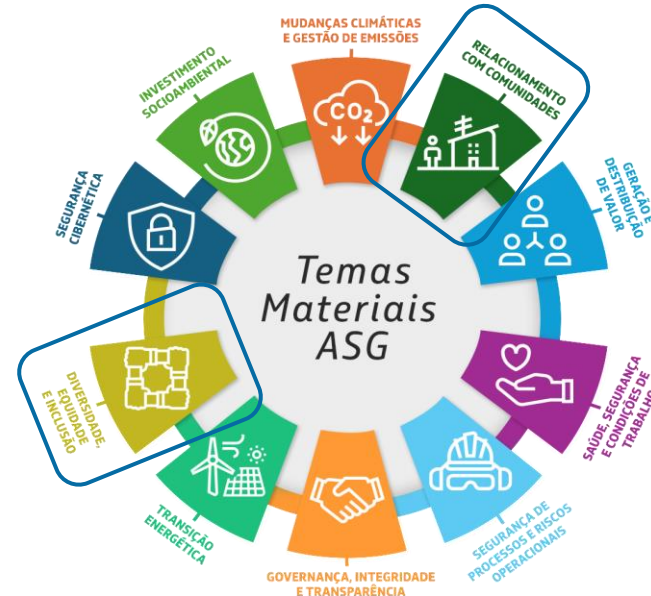 MUDANÇAS CLIMÁTICAS
E GESTÃO DE EMISSÕES
CO₂
RELACIONAMENTO
COM COMUNIDADES
GERAÇÃO E
DESTRIBUIÇÃO
DE VALOR
SAÚDE, SEGURANÇA
E CONDIÇÕES DE
TRABALHO
SEGURANÇA DE
PROCESSOS E RISCOS
OPERACIONAIS
GOVERNANÇA, INTEGRIDADE
E TRANSPARÊNCIA
TRANSIÇÃO
ENERGÉTICA
DIVERSIDADE,
EQUIDADE
E INCLUSÃO
SEGURANÇA
CIBERNÉTICA
INVESTIMENTO
SOCIOAMBIENTAL
Temas
Materiais
ASG